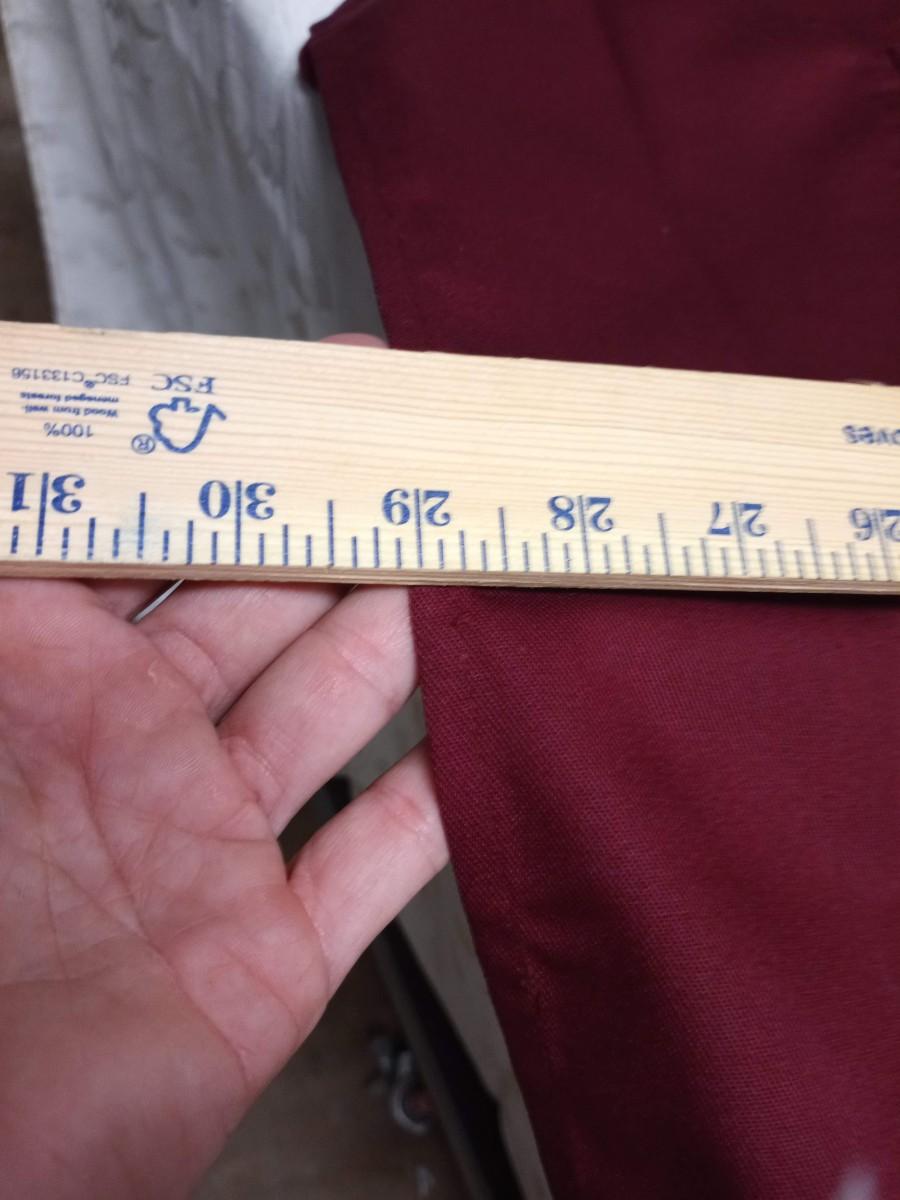 26 27 28 29 30 31
oves
®
FSC
100%
Wood from well-
managed forests
FSC® C133156